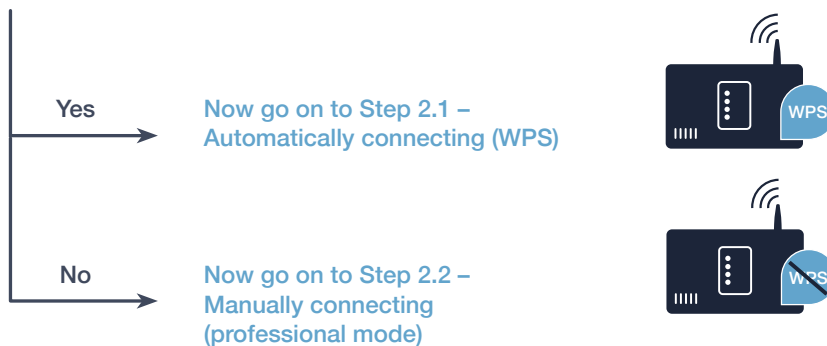 Yes
Now go on to Step 2.1 –
Automatically connecting (WPS)
WPS
No
Now go on to Step 2.2 –
Manually connecting
(professional mode)
WPS